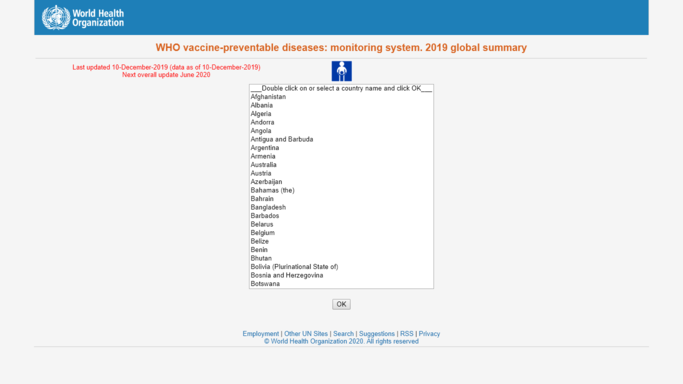 World Health
Organization
WHO vaccine-preventable diseases: monitoring system. 2019 global summary
Last updated 10-December-2019 (data as of 10-December-2019)
Next overall update June 2020
___Double click on or select a country name and click OK___
Afghanistan
Albania
Algeria
Andorra
Angola
Antigua and Barbuda
Argentina
Armenia
Australia
Austria
Azerbaijan
Bahamas (the)
Bahrain
Bangladesh
Barbados
Belarus
Belgium
Belize
Benin
Bhutan
Bolivia (Plurinational State of)
Bosnia and Herzegovina
Botswana
OK
Employment | Other UN Sites | Search | Suggestions | RSS | Privacy
© World Health Organization 2020. All rights reserved